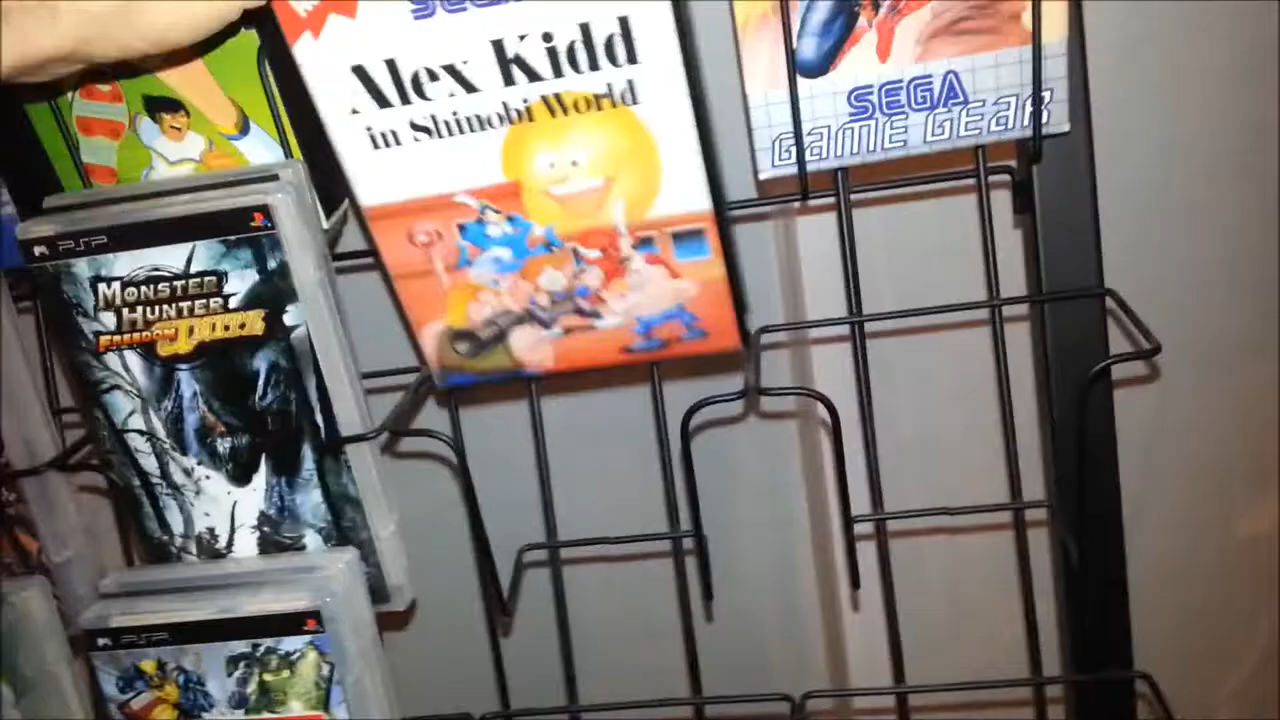 SEGA
Alex Kidd
in Shinobi World
SEGA
GAME GEAR
PSP
MONSTER
HUNTER
FREEDOM UNITE
PSP